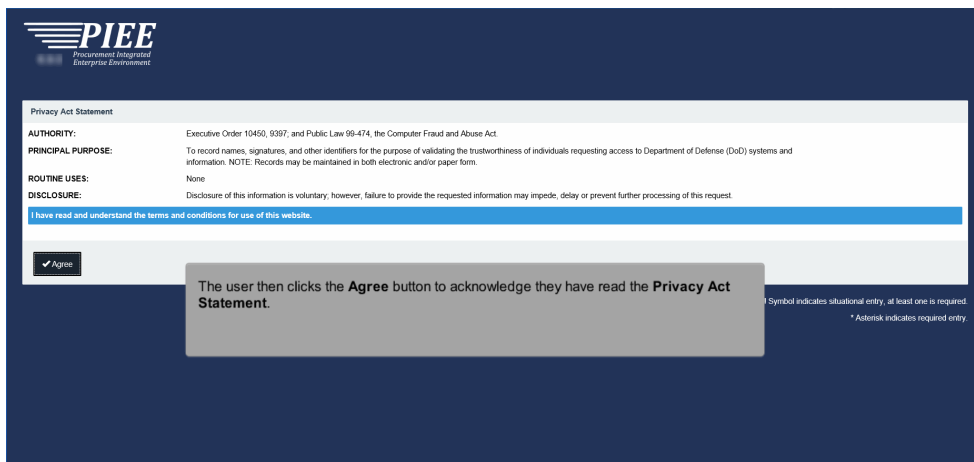 PIEE
Procurement Integrated
Enterprise Environment
Privacy Act Statement
AUTHORITY: Executive Order 10450, 9397; and Public Law 99-474, the Computer Fraud and Abuse Act.
PRINCIPAL PURPOSE: To record names, signatures, and other identifiers for the purpose of validating the trustworthiness of individuals requesting access to Department of Defense (DoD) systems and
information. NOTE: Records may be maintained in both electronic and/or paper form.
ROUTINE USES: None
DISCLOSURE: Disclosure of this information is voluntary; however, failure to provide the requested information may impede, delay or prevent further processing of this request.
I have read and understand the terms and conditions for use of this website.
✔ Agree
The user then clicks the Agree button to acknowledge they have read the Privacy Act
Statement.
Symbol indicates situational entry, at least one is required.
* Asterisk indicates required entry.